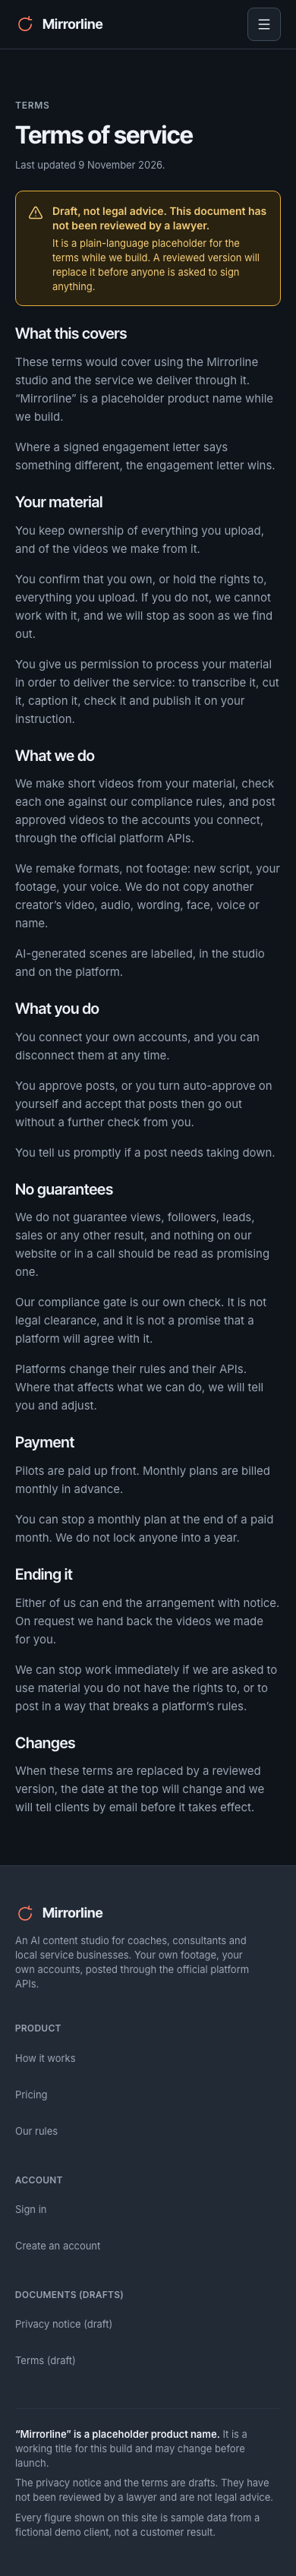 Mirrorline
TERMS
Terms of service
Last updated 9 November 2026.
Draft, not legal advice. This document has
not been reviewed by a lawyer.
It is a plain-language placeholder for the
terms while we build. A reviewed version will
replace it before anyone is asked to sign
anything.
What this covers
These terms would cover using the Mirrorline
studio and the service we deliver through it.
“Mirrorline” is a placeholder product name while
we build.
Where a signed engagement letter says
something different, the engagement letter wins.
Your material
You keep ownership of everything you upload,
and of the videos we make from it.
You confirm that you own, or hold the rights to,
everything you upload. If you do not, we cannot
work with it, and we will stop as soon as we find
out.
You give us permission to process your material
in order to deliver the service: to transcribe it, cut
it, caption it, check it and publish it on your
instruction.
What we do
We make short videos from your material, check
each one against our compliance rules, and post
approved videos to the accounts you connect,
through the official platform APIs.
We remake formats, not footage: new script, your
footage, your voice. We do not copy another
creator’s video, audio, wording, face, voice or
name.
AI-generated scenes are labelled, in the studio
and on the platform.
What you do
You connect your own accounts, and you can
disconnect them at any time.
You approve posts, or you turn auto-approve on
yourself and accept that posts then go out
without a further check from you.
You tell us promptly if a post needs taking down.
No guarantees
We do not guarantee views, followers, leads,
sales or any other result, and nothing on our
website or in a call should be read as promising
one.
Our compliance gate is our own check. It is not
legal clearance, and it is not a promise that a
platform will agree with it.
Platforms change their rules and their APIs.
Where that affects what we can do, we will tell
you and adjust.
Payment
Pilots are paid up front. Monthly plans are billed
monthly in advance.
You can stop a monthly plan at the end of a paid
month. We do not lock anyone into a year.
Ending it
Either of us can end the arrangement with notice.
On request we hand back the videos we made
for you.
We can stop work immediately if we are asked to
use material you do not have the rights to, or to
post in a way that breaks a platform’s rules.
Changes
When these terms are replaced by a reviewed
version, the date at the top will change and we
will tell clients by email before it takes effect.
Mirrorline
An AI content studio for coaches, consultants and
local service businesses. Your own footage, your
own accounts, posted through the official platform
APIs.
PRODUCT
How it works
Pricing
Our rules
ACCOUNT
Sign in
Create an account
DOCUMENTS (DRAFTS)
Privacy notice (draft)
Terms (draft)
“Mirrorline” is a placeholder product name. It is a
working title for this build and may change before
launch.
The privacy notice and the terms are drafts. They have
not been reviewed by a lawyer and are not legal advice.
Every figure shown on this site is sample data from a
fictional demo client, not a customer result.